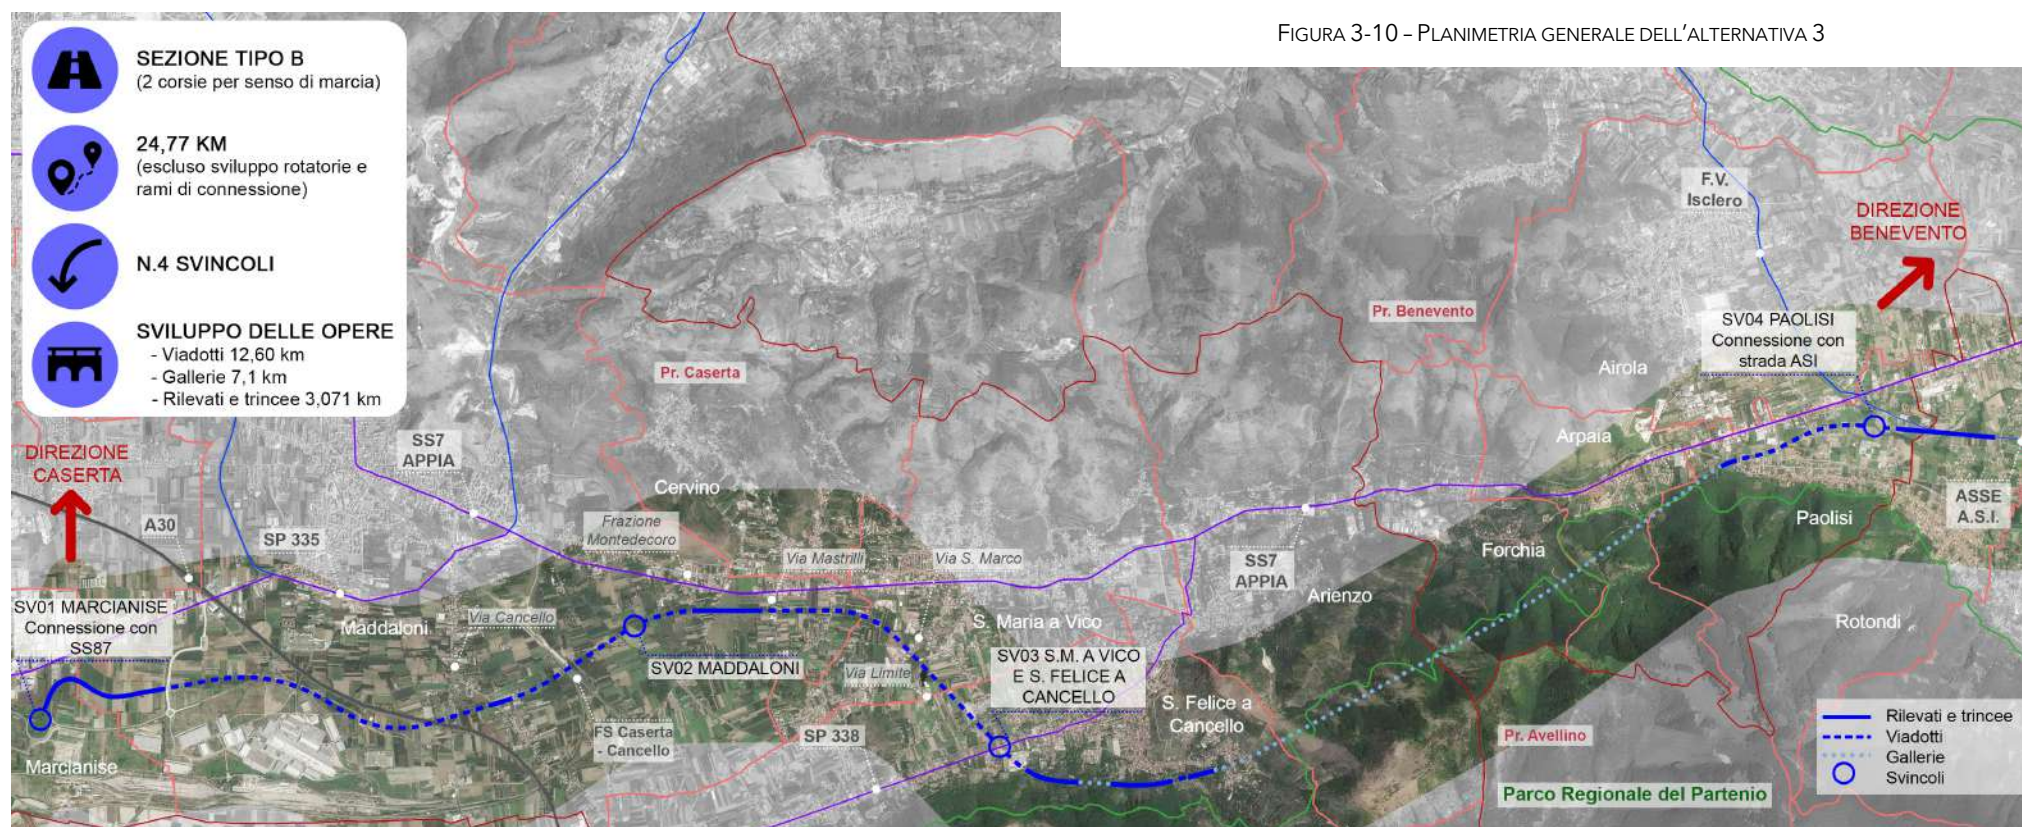 FIGURA 3-10 – PLANIMETRIA GENERALE DELL'ALTERNATIVA 3
SEZIONE TIPO B
(2 corsie per senso di marcia)
24,77 KM
(escluso sviluppo rotatorie e
rami di connessione)
N.4 SVINCOLI
SVILUPPO DELLE OPERE
- Viadotti 12,60 km
- Gallerie 7,1 km
- Rilevati e trincee 3,071 km
F.V.
Isclero
DIREZIONE
BENEVENTO
Pr. Benevento
SV04 PAOLISI
Connessione con
strada ASI
Airola
Pr. Caserta
Arpaia
SS7
APPIA
DIREZIONE
CASERTA
Cervino
A30
SP 335
Frazione
Montedecoro
Via Mastrilli
Via S. Marco
SS7
APPIA
ASSE
A.S.I.
Paolisi
Forchia
Arienzo
SV01 MARCIANISE
Connessione con
SS87
Maddaloni
Via Cancello
S. Maria a Vico
Rotondi
SV02 MADDALONI
Via Limite
SV03 S.M. A VICO
E S. FELICE A
CANCELLO
S. Felice a
Cancello
FS Caserta
- Cancello
SP 338
Pr. Avellino
Marcianise
Parco Regionale del Partenio
Rilevati e trincee
Viadotti
Gallerie
Svincoli